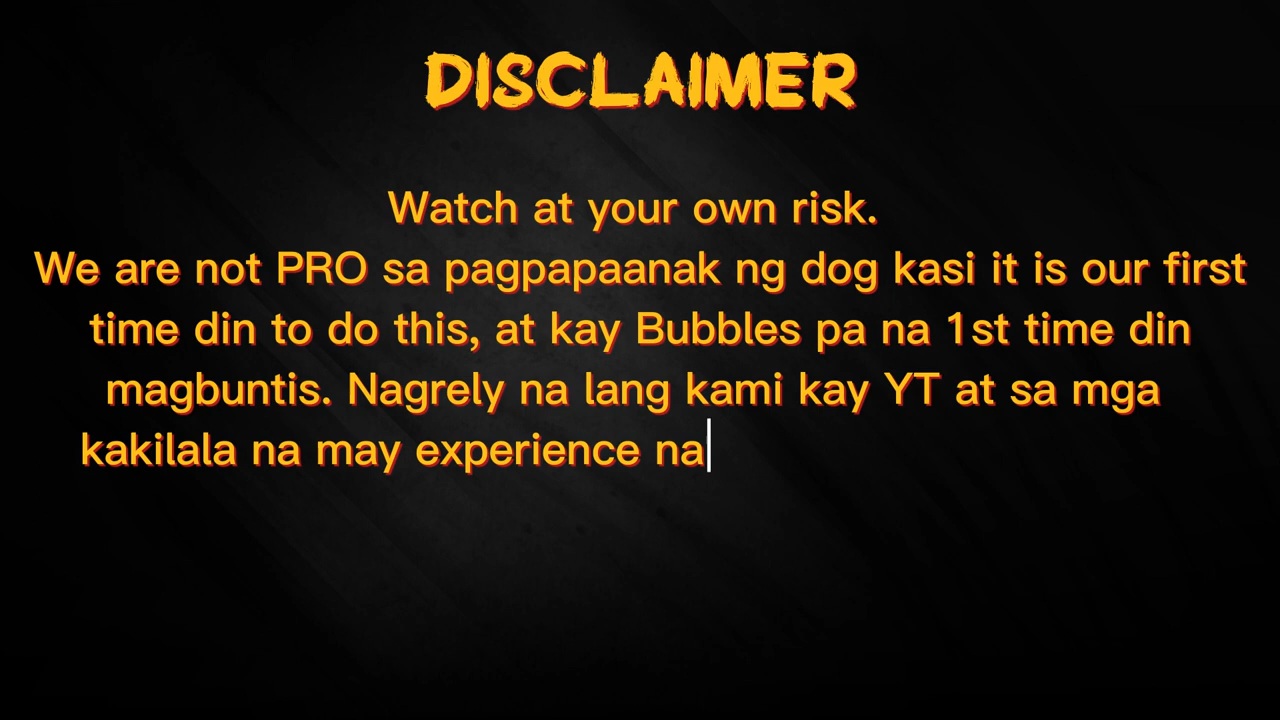 DISCLAIMER
Watch at your own risk.
We are not PRO sa pagpapaanak ng dog kasi it is our first
time din to do this, at kay Bubbles pa na 1st time din
magbuntis. Nagrely na lang kami kay YT at sa mga
kakilala na may experience na